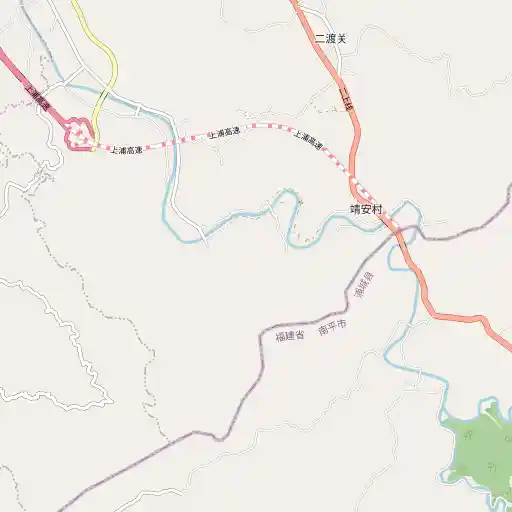 二渡关
上浦高速
二上线
上浦高速
上浦高速
上浦高速
靖安村
浦城县
南平市
福建省